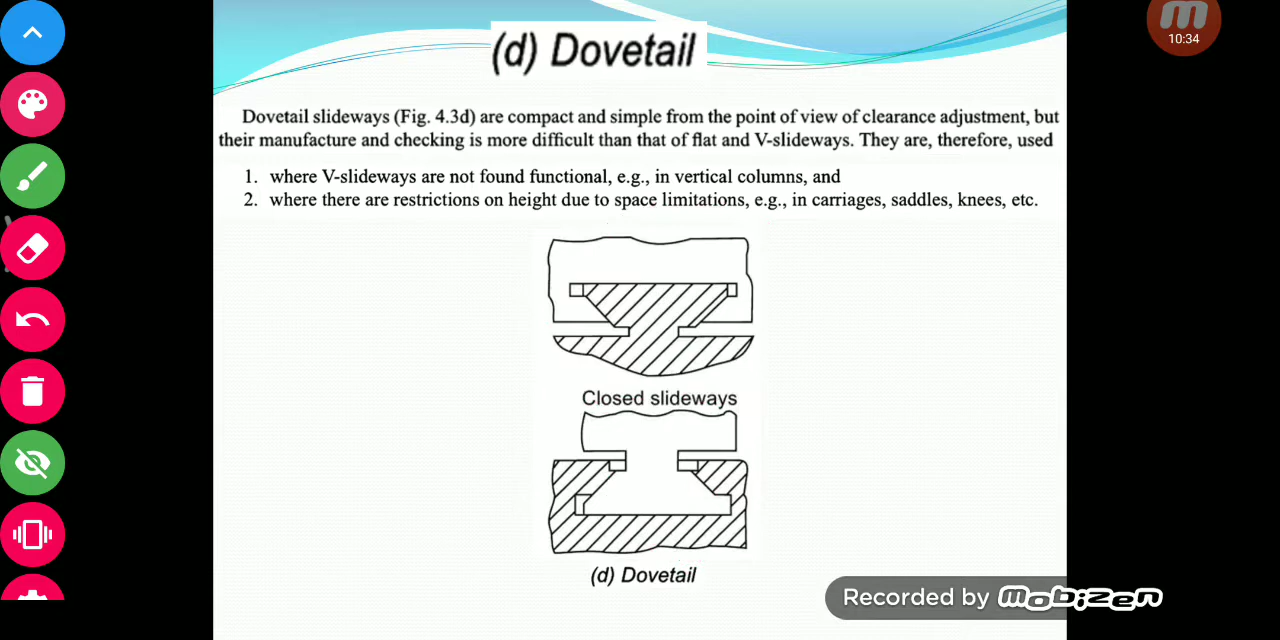 10:34
(d) Dovetail
Dovetail slideways (Fig. 4.3d) are compact and simple from the point of view of clearance adjustment, but
their manufacture and checking is more difficult than that of flat and V-slideways. They are, therefore, used
1. where V-slideways are not found functional, e.g., in vertical columns, and
2. where there are restrictions on height due to space limitations, e.g., in carriages, saddles, knees, etc.
Closed slideways
(d) Dovetail
Recorded by mobizen